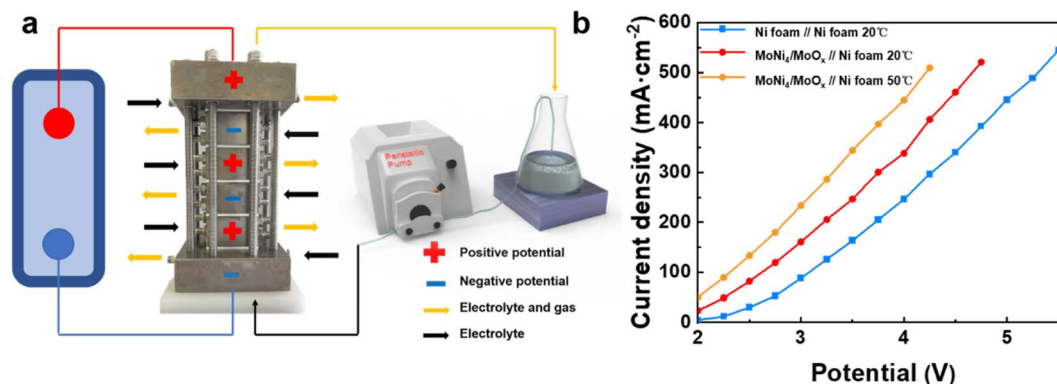 a
Peristaltic
Pump
Positive potential
Negative potential
Electrolyte and gas
Electrolyte
b
Current density (mA·cm⁻²)
600
500
400
300
200
100
0
Ni foam // Ni foam 20℃
MoNi₄/MoOₓ // Ni foam 20℃
MoNi₄/MoOₓ // Ni foam 50℃
2 3 4 5
Potential (V)